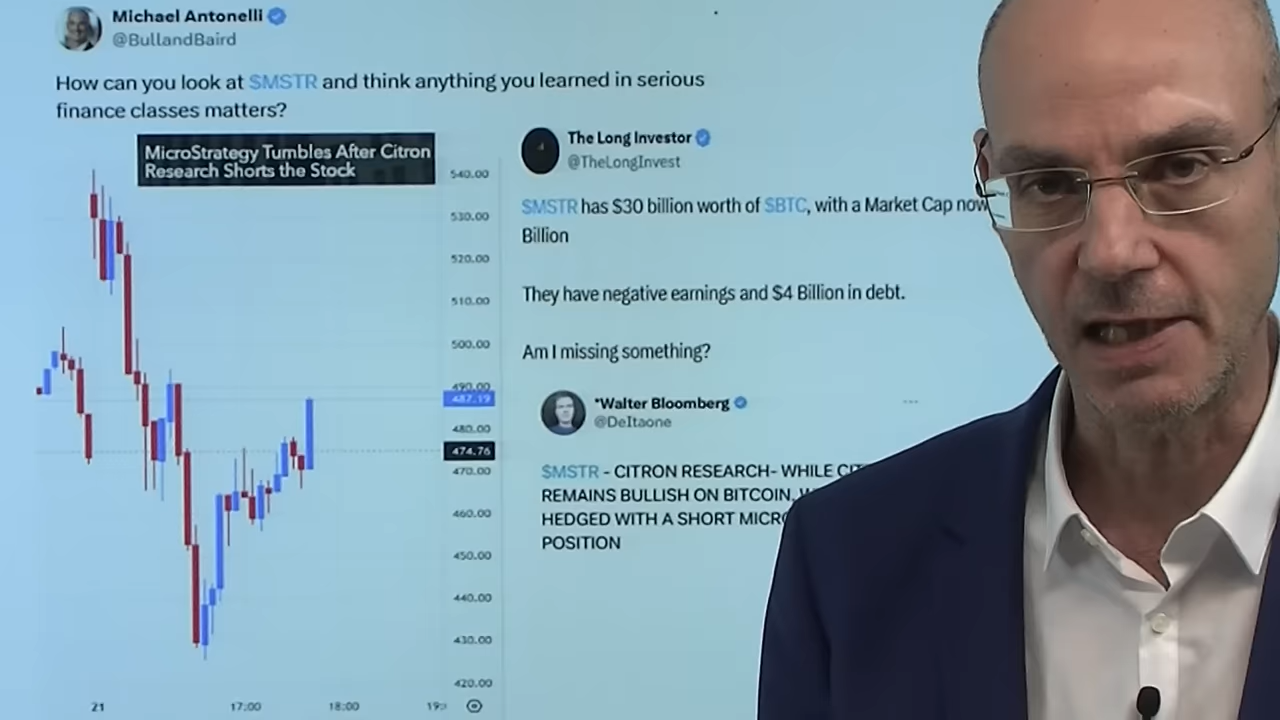 Michael Antonelli
@BullandBaird
How can you look at $MSTR and think anything you learned in serious
finance classes matters?
MicroStrategy Tumbles After Citron
Research Shorts the Stock
540.00
530.00
520.00
510.00
500.00
490.00
487.19
480.00
474.76
470.00
460.00
450.00
440.00
430.00
420.00
21
17:00
18:00
The Long Investor
@TheLongInvest
$MSTR has $30 billion worth of $BTC, with a Market Cap now
Billion
They have negative earnings and $4 Billion in debt.
Am I missing something?
*Walter Bloomberg
@DeItaone
$MSTR - CITRON RESEARCH- WHILE
REMAINS BULLISH ON BITCOIN,
HEDGED WITH A SHORT
POSITION